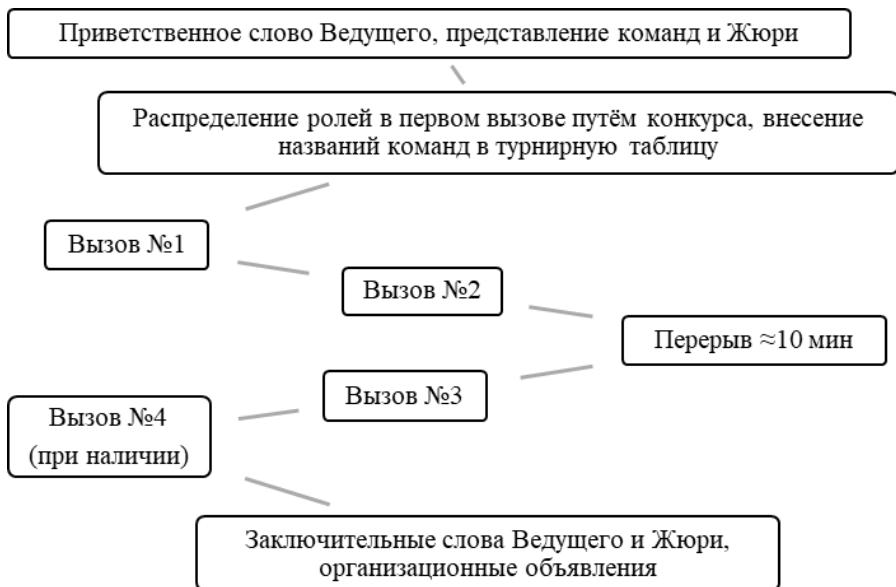 Приветственное слово Ведущего, представление команд и Жюри
Распределение ролей в первом вызове путём конкурса, внесение
названий команд в турнирную таблицу
Вызов №1
Вызов №2
Перерыв ≈10 мин
Вызов №3
Вызов №4
(при наличии)
Заключительные слова Ведущего и Жюри,
организационные объявления